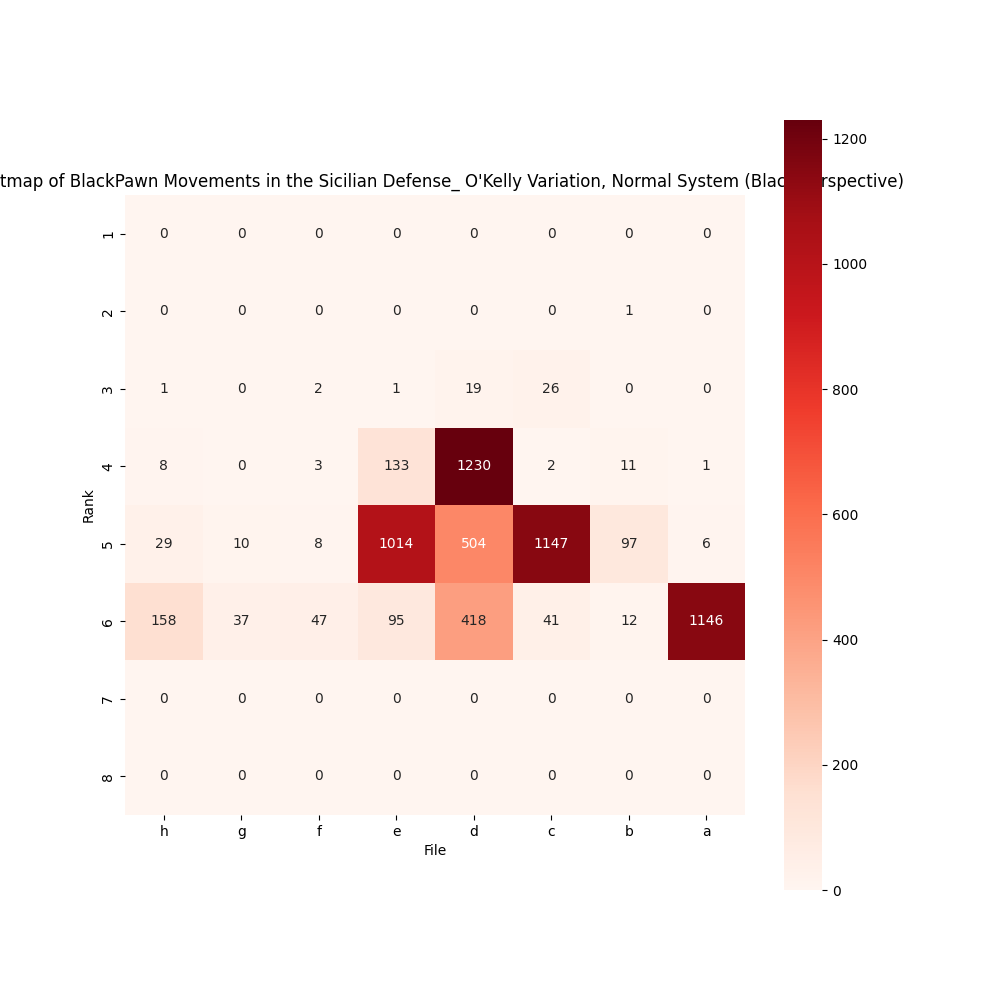 tmap of BlackPawn Movements in the Sicilian Defense_ O'Kelly Variation, Normal System (Blac rspective)
1200
1000
800
600
400
200
0
Rank
1 0 0 0 0 0 0 0 0
2 0 0 0 0 0 0 1 0
3 1 0 2 1 19 26 0 0
4 8 0 3 133 1230 2 11 1
5 29 10 8 1014 504 1147 97 6
6 158 37 47 95 418 41 12 1146
7 0 0 0 0 0 0 0 0
8 0 0 0 0 0 0 0 0
h g f e d c b a
File